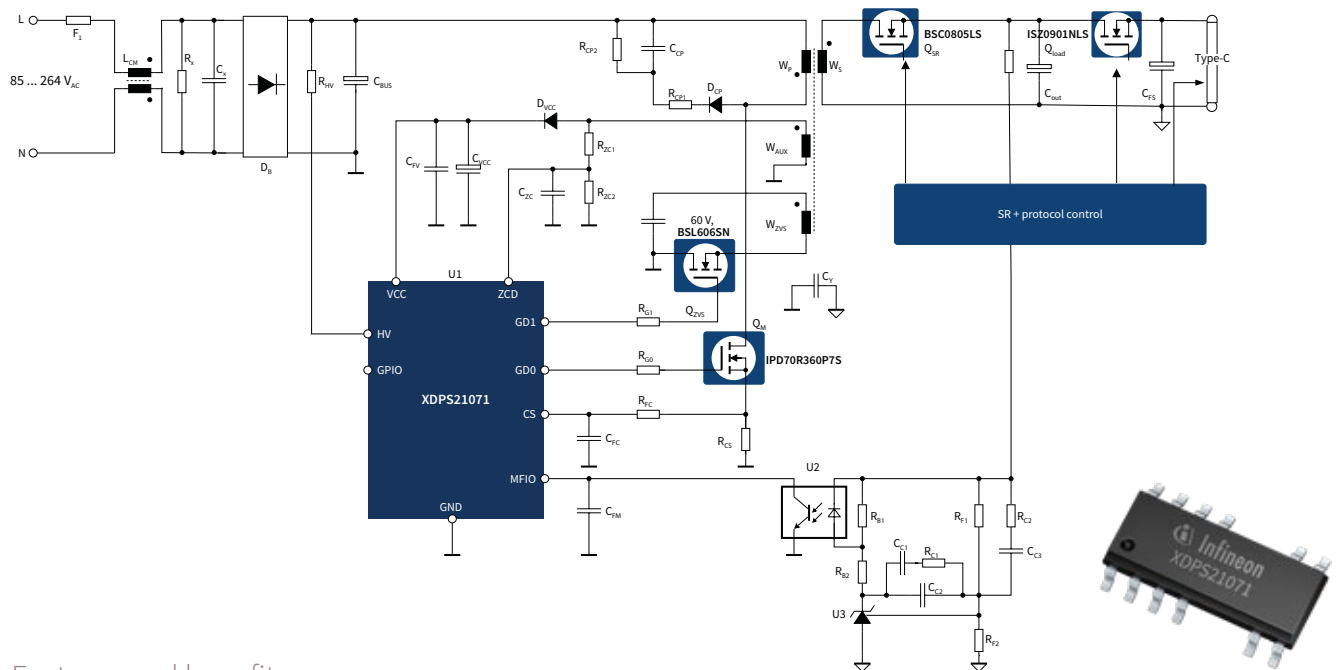 L
F1
LCM
RX
CX
85 ... 264 VAC
N
DB
RHV
CBUS
RCP2
CCP
RCP1
DCP
WP
WS
BSC0805LS
QSR
ISZ0901NLS
Qload
Cout
CFS
Type-C
DVCC
CFV
CVCC
RZC1
CZC
RZC2
WAUX
WZVS
60 V,
BSL606SN
SR + protocol control
U1
VCC
ZCD
HV
GPIO
XDPS21071
GD1
GD0
CS
MFIO
GND
RG1
QZVS
CY
QM
IPD70R360P7S
RG0
RFC
CFC
RCS
CFM
U2
RB1
RF1
RC2
CC1
RC1
CC3
RB2
CC2
U3
RF2
Infineon
XDPS21071